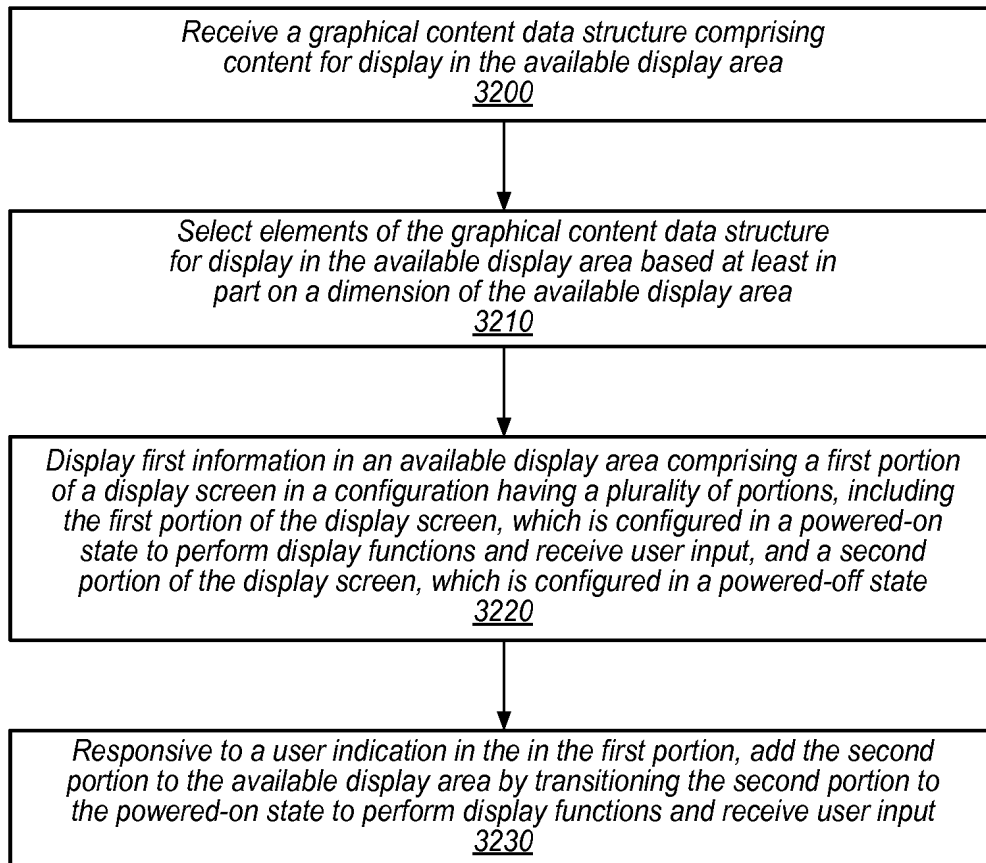 Receive a graphical content data structure comprising
content for display in the available display area
3200
Select elements of the graphical content data structure
for display in the available display area based at least in
part on a dimension of the available display area
3210
Display first information in an available display area comprising a first portion
of a display screen in a configuration having a plurality of portions, including
the first portion of the display screen, which is configured in a powered-on
state to perform display functions and receive user input, and a second
portion of the display screen, which is configured in a powered-off state
3220
Responsive to a user indication in the in the first portion, add the second
portion to the available display area by transitioning the second portion to
the powered-on state to perform display functions and receive user input
3230